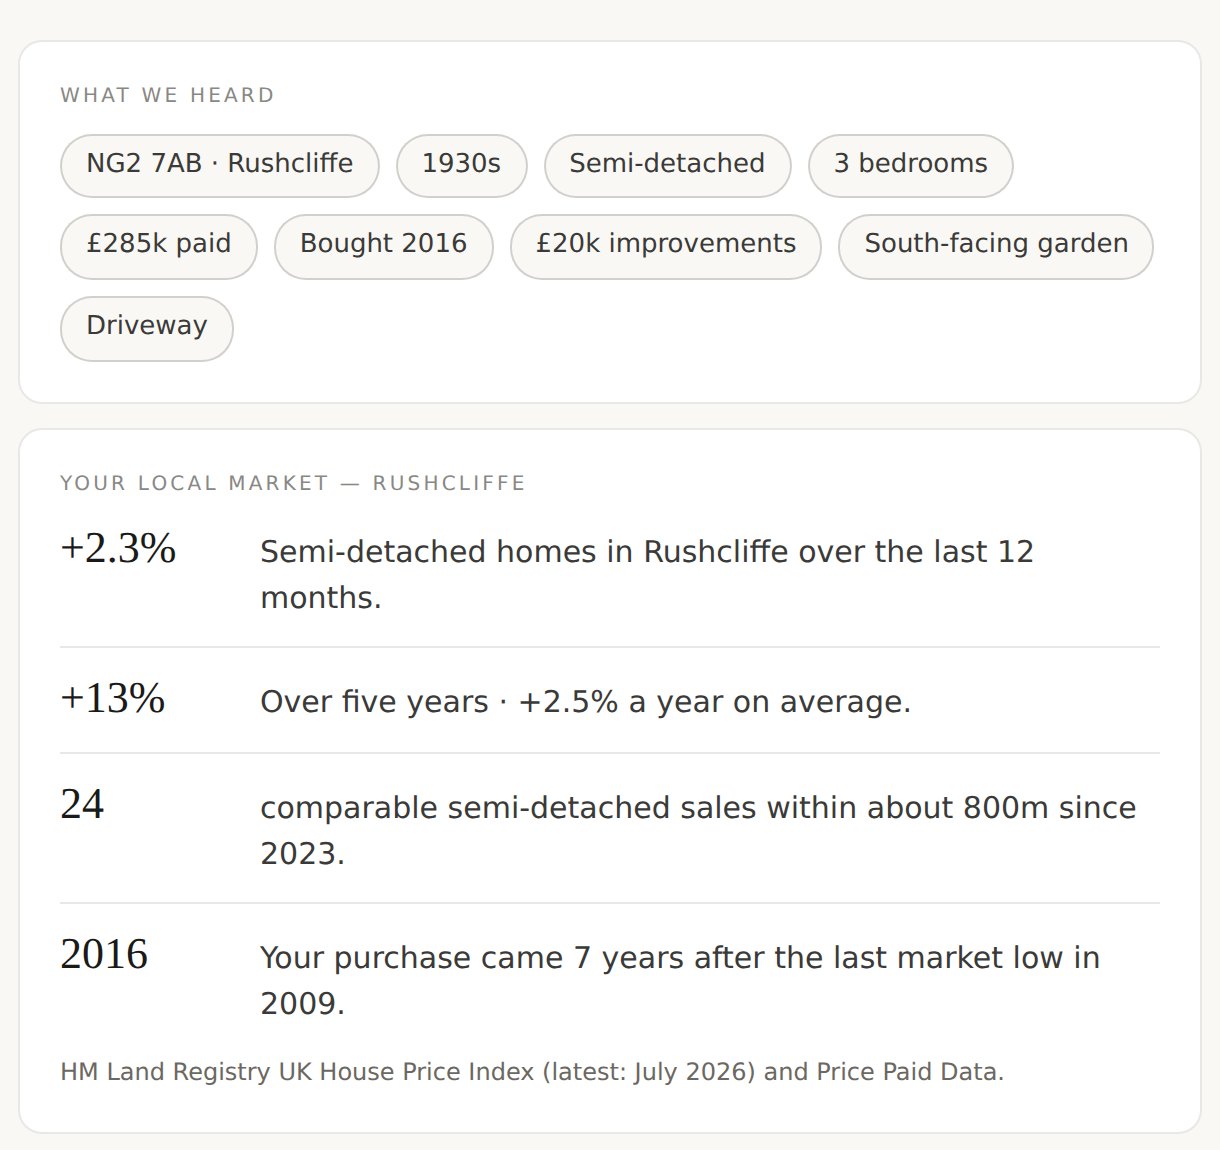 WHAT WE HEARD
NG2 7AB · Rushcliffe
1930s
Semi-detached
3 bedrooms
£285k paid
Bought 2016
£20k improvements
South-facing garden
Driveway
YOUR LOCAL MARKET — RUSHCLIFFE
+2.3%
Semi-detached homes in Rushcliffe over the last 12
months.
+13%
Over five years · +2.5% a year on average.
24
comparable semi-detached sales within about 800m since
2023.
2016
Your purchase came 7 years after the last market low in
2009.
HM Land Registry UK House Price Index (latest: July 2026) and Price Paid Data.